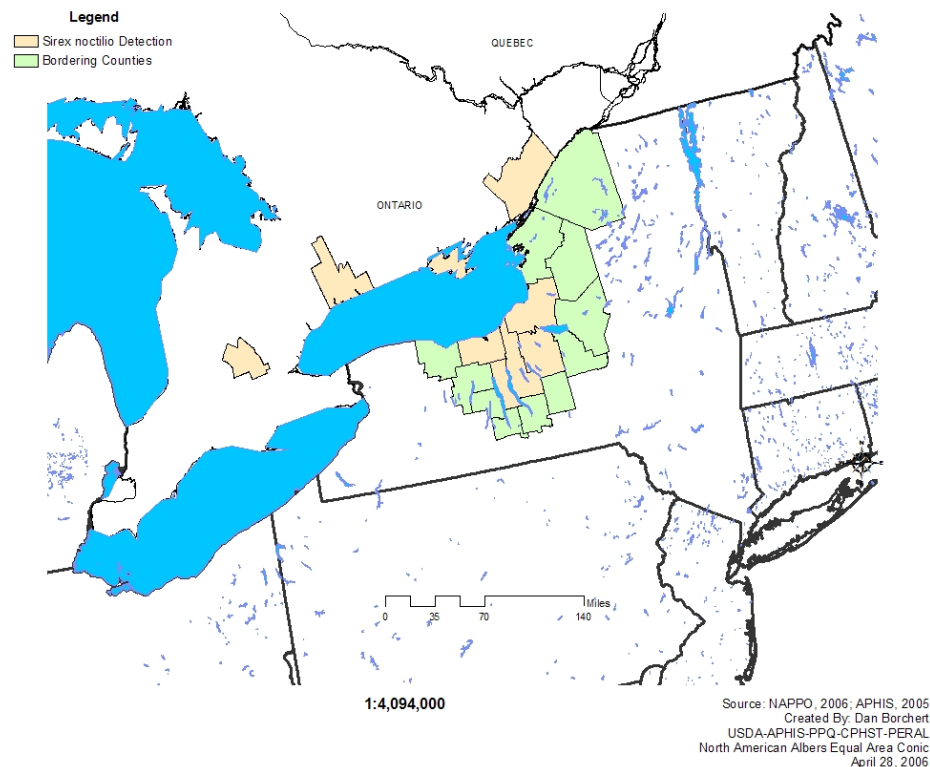 Legend
Sirex noctilio Detection
Bordering Counties
QUEBEC
ONTARIO
Miles
0 35 70 140
1:4,094,000
Source: NAPPO, 2006; APHIS, 2005
Created By: Dan Borchert
USDA-APHIS-PPQ-CPHST-PERAL
North American Albers Equal Area Conic
April 28, 2006